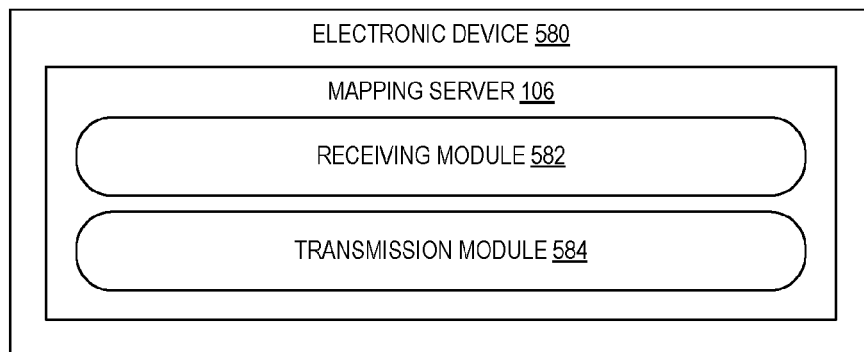 ELECTRONIC DEVICE 580
MAPPING SERVER 106
RECEIVING MODULE 582
TRANSMISSION MODULE 584